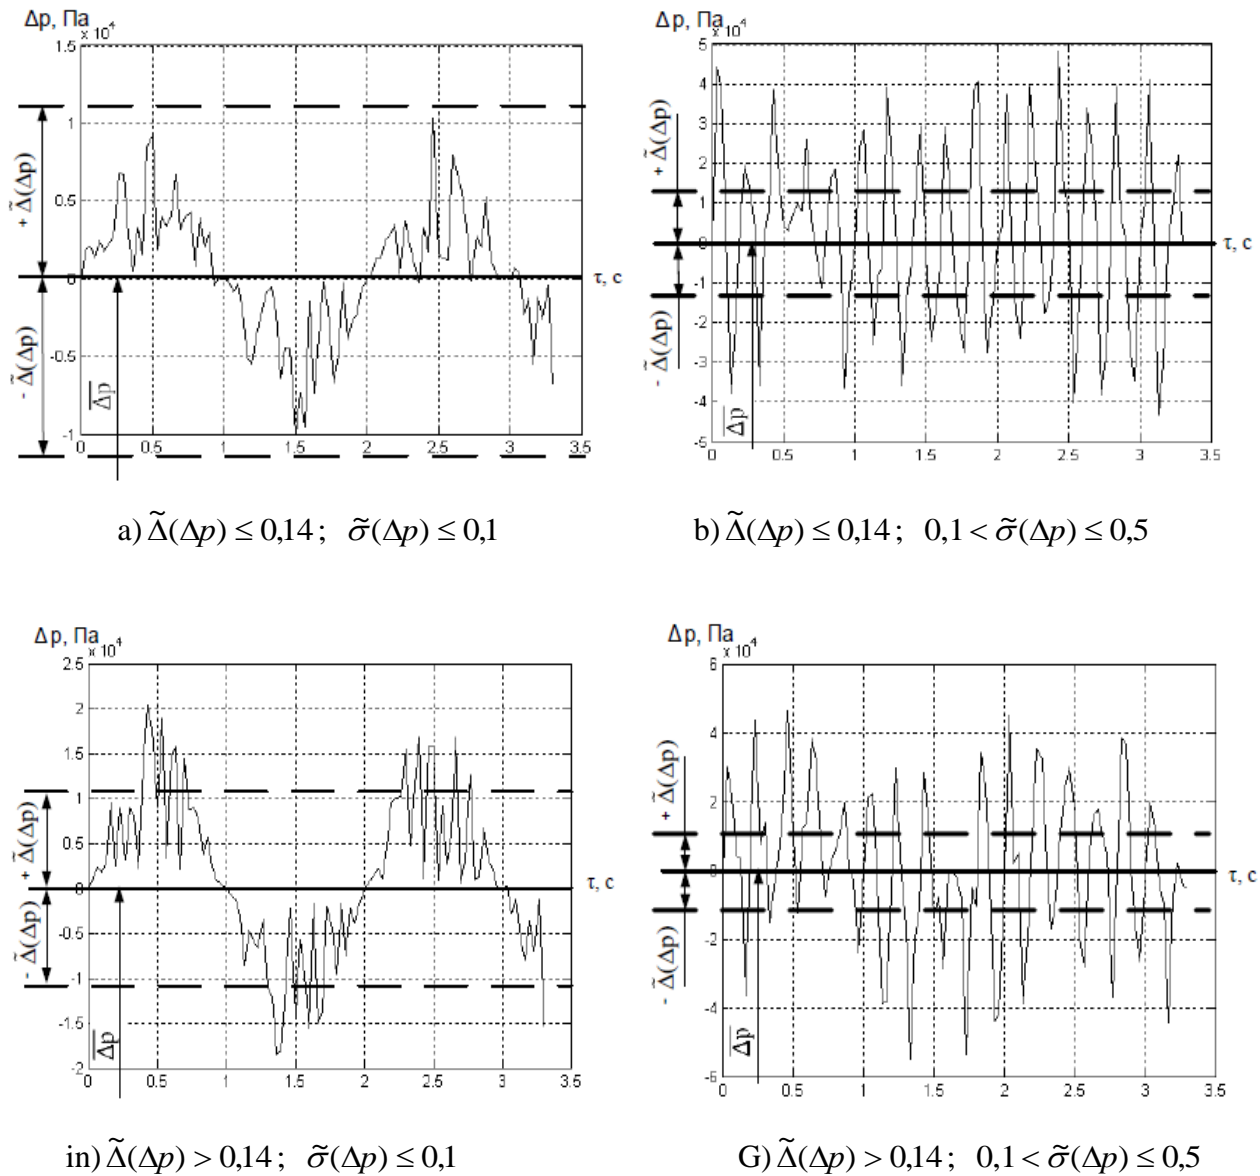 Δp, Па
x 10⁴
1.5
1
0.5
0
-0.5
-1
0 0.5 1 1.5 2 2.5 3 3.5
τ, c
+ Δ̃(Δp)
- Δ̃(Δp)
Δ̅p̅
a) Δ̃(Δp) ≤ 0,14 ; σ̃(Δp) ≤ 0,1
Δp, Па
x 10⁴
5
4
3
2
1
0
-1
-2
-3
-4
-5
0 0.5 1 1.5 2 2.5 3 3.5
τ, c
+ Δ̃(Δp)
- Δ̃(Δp)
Δ̅p̅
b) Δ̃(Δp) ≤ 0,14 ; 0,1 < σ̃(Δp) ≤ 0,5
Δp, Па
x 10⁴
2.5
2
1.5
1
0.5
0
-0.5
-1
-1.5
-2
0 0.5 1 1.5 2 2.5 3 3.5
τ, c
+ Δ̃(Δp)
- Δ̃(Δp)
Δ̅p̅
in) Δ̃(Δp) > 0,14 ; σ̃(Δp) ≤ 0,1
Δp, Па
x 10⁴
6
4
2
0
-2
-4
-6
0 0.5 1 1.5 2 2.5 3 3.5
τ, c
+ Δ̃(Δp)
- Δ̃(Δp)
Δ̅p̅
G) Δ̃(Δp) > 0,14 ; 0,1 < σ̃(Δp) ≤ 0,5